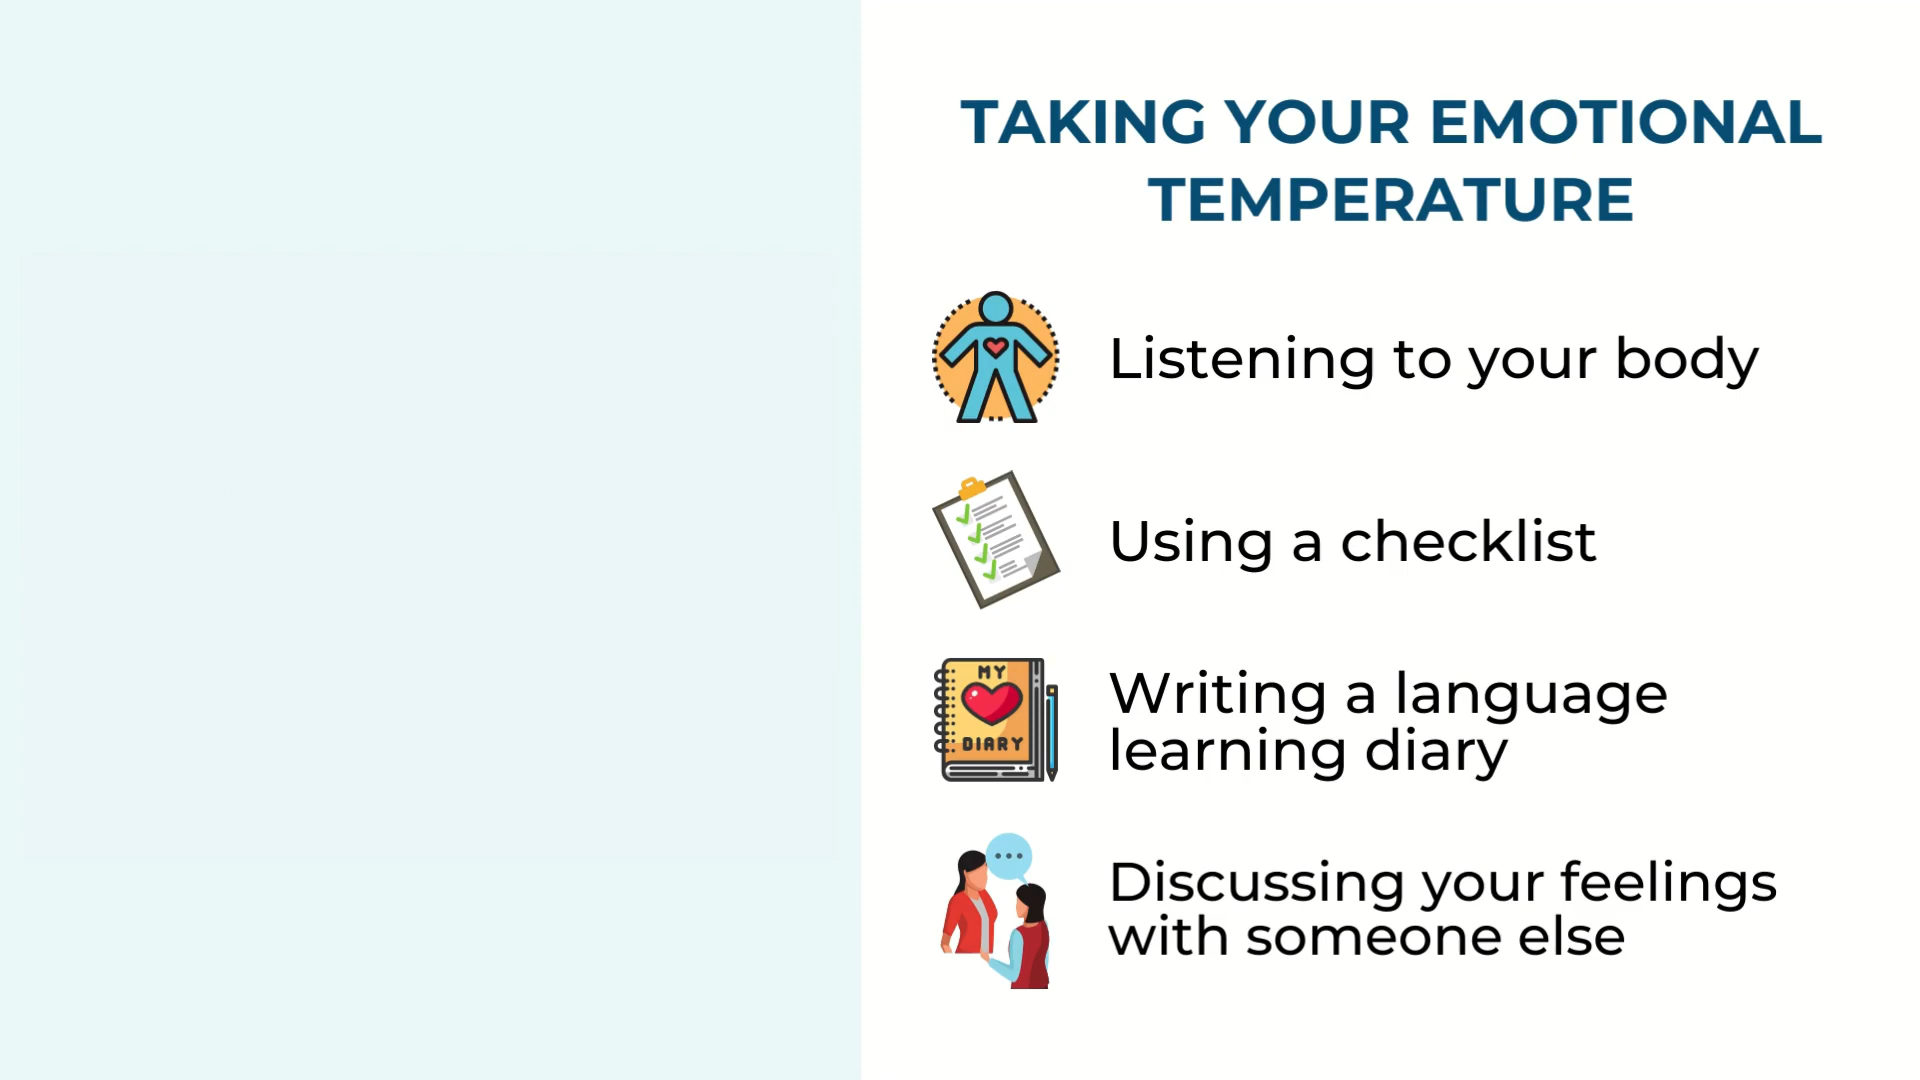 TAKING YOUR EMOTIONAL
TEMPERATURE
Listening to your body
Using a checklist
MY
DIARY
Writing a language
learning diary
Discussing your feelings
with someone else